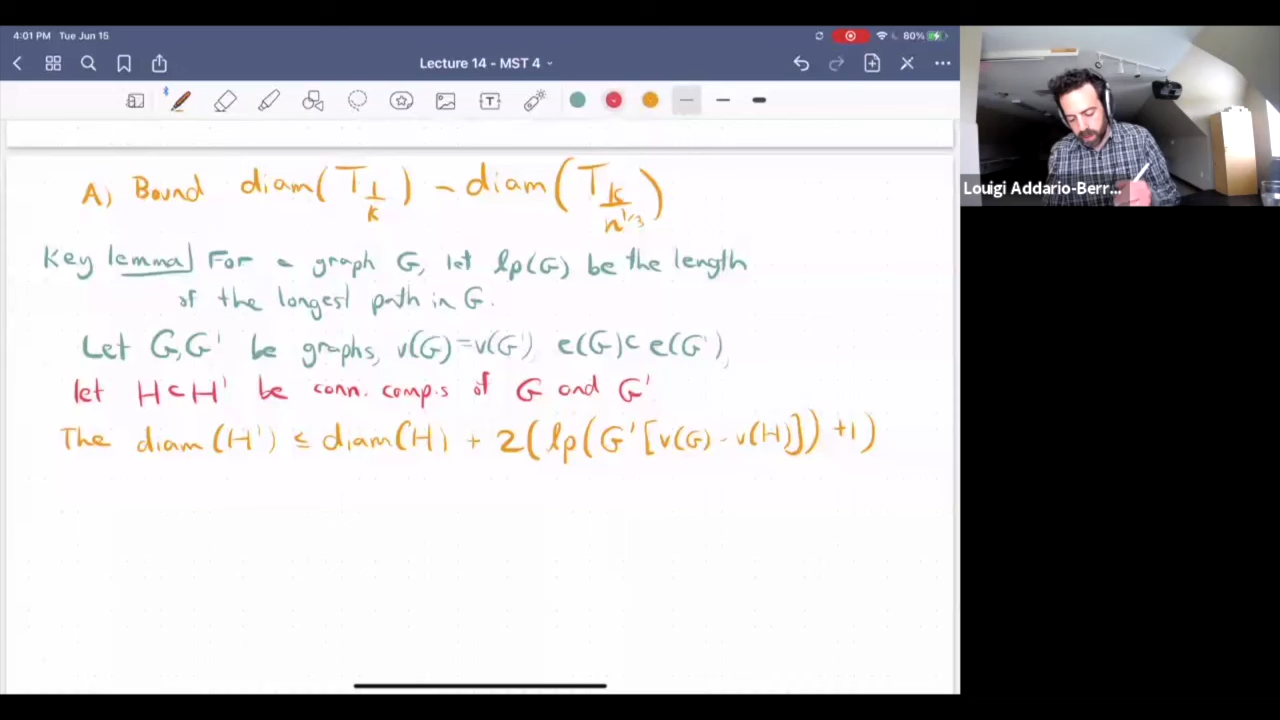 4:01 PM Tue Jun 15
80%
Lecture 14 - MST 4
A) Bound diam(T_{1/k}) - diam(T_{k/n^{1/3}})
Key lemma) For a graph G, let lp(G) be the length
of the longest path in G.
Let G,G' be graphs, v(G)=v(G') e(G)⊂e(G'),
let H⊂H' be conn. comp.s of G and G'
The diam(H') ≤ diam(H) + 2(lp(G'[v(G)-v(H)])+1)
Louigi Addario-Berr...